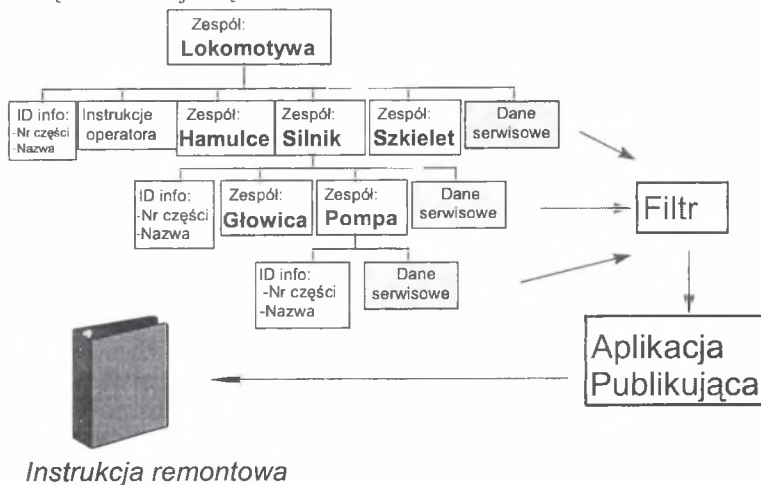 Zespół:
Lokomotywa
ID info:
-Nr części
-Nazwa
Instrukcje
operatora
Zespół:
Hamulce
Zespół:
Silnik
Zespół:
Szkielet
Dane
serwisowe
ID info:
-Nr części
-Nazwa
Zespół:
Głowica
Zespół:
Pompa
Dane
serwisowe
Filtr
ID info:
-Nr części
-Nazwa
Dane
serwisowe
Aplikacja
Publikująca
Instrukcja remontowa